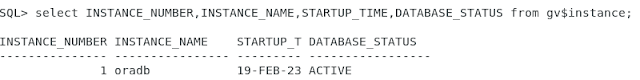 SQL> select INSTANCE_NUMBER,INSTANCE_NAME,STARTUP_TIME,DATABASE_STATUS from gv$instance;
INSTANCE_NUMBER INSTANCE_NAME    STARTUP_T DATABASE_STATUS
--------------- ---------------- --------- -----------------
              1 oradb            19-FEB-23 ACTIVE